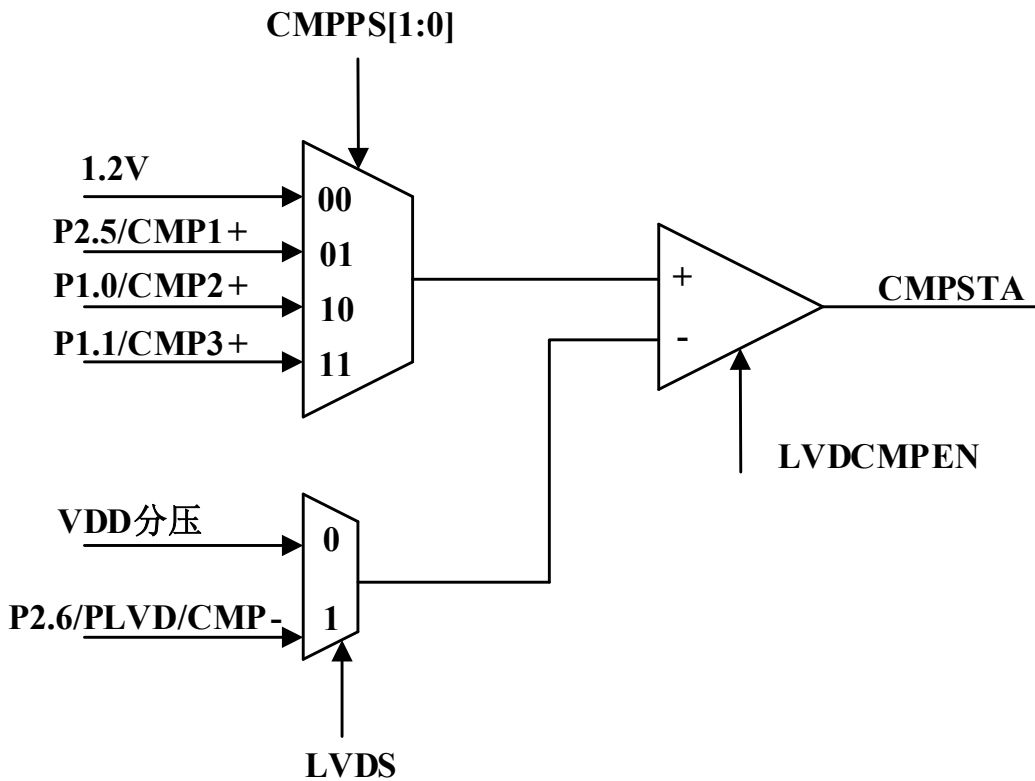 CMPPS[1:0]
1.2V
00
P2.5/CMP1+
01
P1.0/CMP2+
10
P1.1/CMP3+
11
+
-
CMPSTA
LVDCMPEN
VDD分压
0
P2.6/PLVD/CMP-
1
LVDS